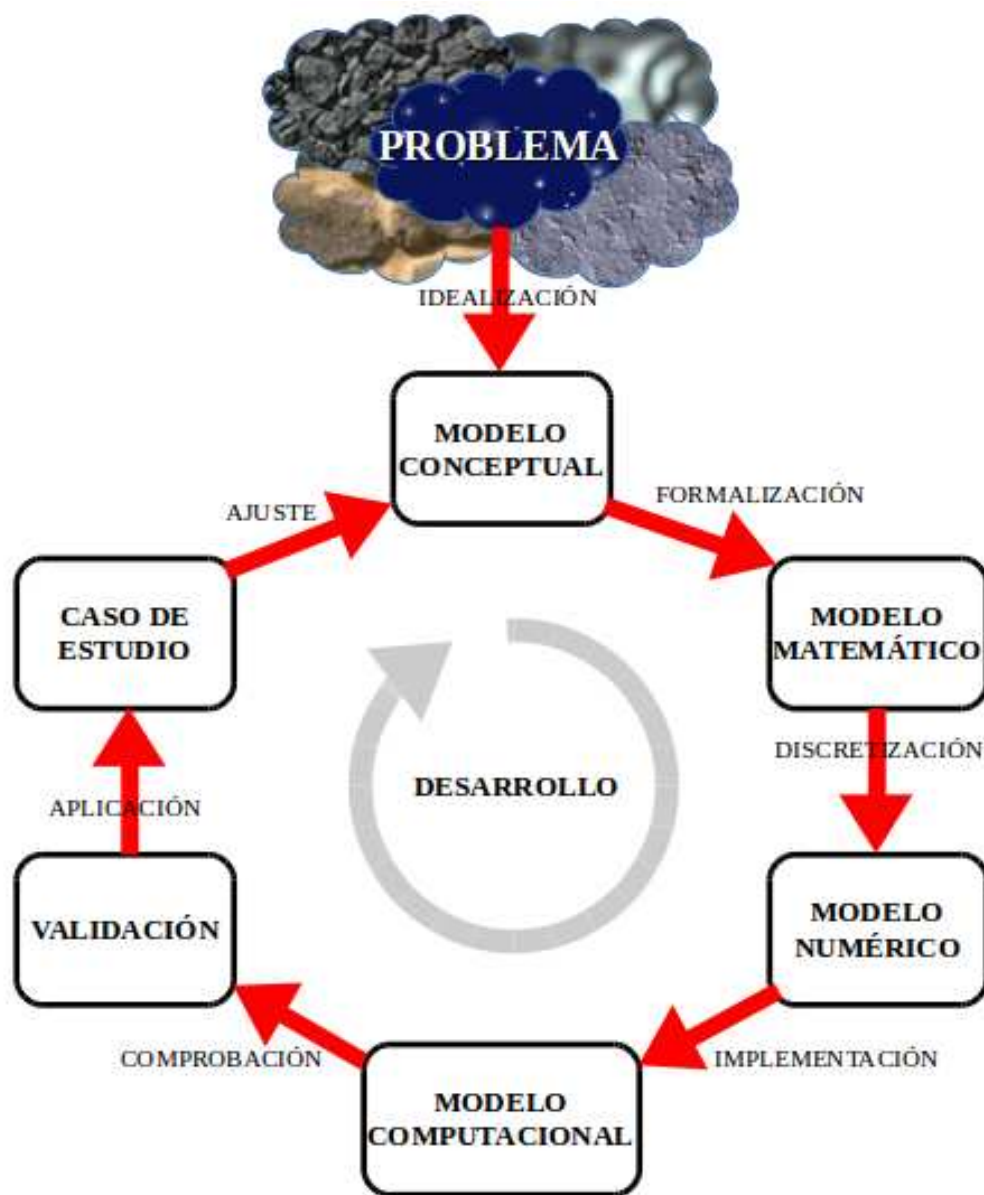 PROBLEMA
IDEALIZACIÓN
MODELO
CONCEPTUAL
FORMALIZACIÓN
AJUSTE
CASO DE
ESTUDIO
MODELO
MATEMÁTICO
DISCRETIZACIÓN
DESARROLLO
APLICACIÓN
VALIDACIÓN
MODELO
NUMÉRICO
COMPROBACIÓN
IMPLEMENTACIÓN
MODELO
COMPUTACIONAL